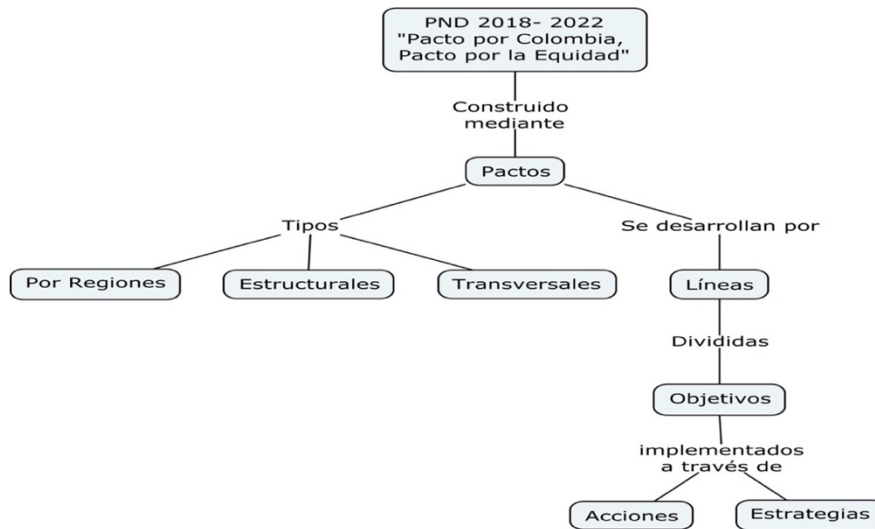 PND 2018- 2022
"Pacto por Colombia,
Pacto por la Equidad"
Construido
mediante
Pactos
Tipos
Se desarrollan por
Por Regiones
Estructurales
Transversales
Líneas
Divididas
Objetivos
implementados
a través de
Acciones
Estrategias